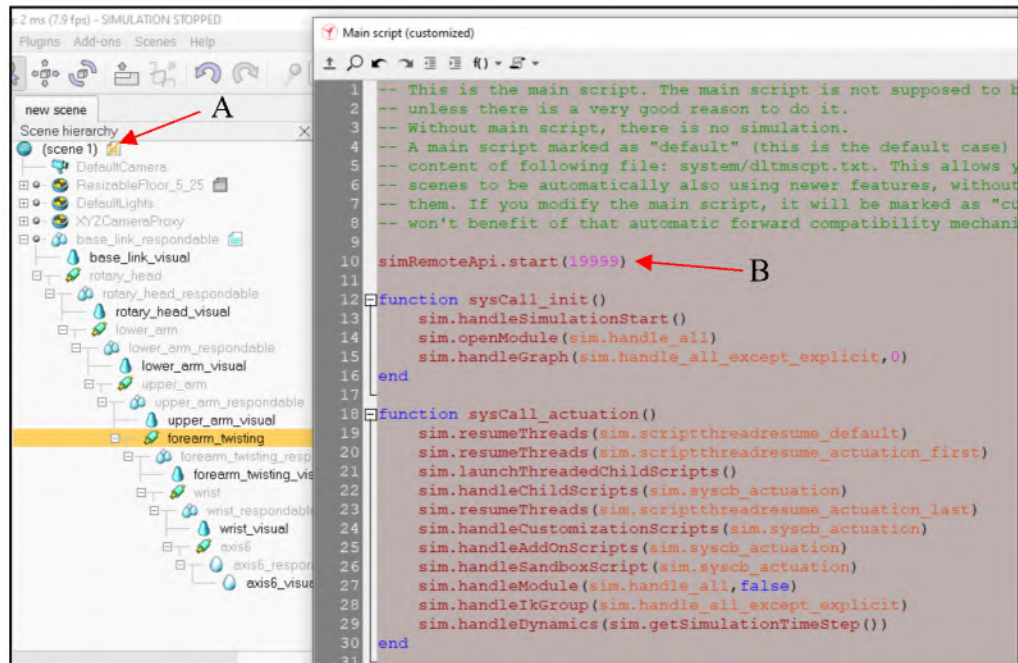 2 ms (7.9 fps) - SIMULATION STOPPED
Plugins Add-ons Scenes Help
A
new scene
Scene hierarchy
(scene 1)
DefaultCamera
ResizableFloor_5_25
DefaultLights
XYZCameraProxy
base_link_respondable
base_link_visual
rotary_head
rotary_head_respondable
rotary_head_visual
lower_arm
lower_arm_respondable
lower_arm_visual
upper_arm
upper_arm_respondable
upper_arm_visual
forearm_twisting
forearm_twisting_resp
forearm_twisting_vis
wrist
wrist_respondabl
wrist_visual
axis6
axis6_respon
axis6_visua
Main script (customized)
f()
1 -- This is the main script. The main script is not supposed to b
2 -- unless there is a very good reason to do it.
3 -- Without main script, there is no simulation.
4 -- A main script marked as "default" (this is the default case)
5 -- content of following file: system/dltmscpt.txt. This allows y
6 -- scenes to be automatically also using newer features, without
7 -- them. If you modify the main script, it will be marked as "cu
8 -- won't benefit of that automatic forward compatibility mechani
9
10 simRemoteApi.start(19999)
B
11
12 function sysCall_init()
13 sim.handleSimulationStart()
14 sim.openModule(sim.handle_all)
15 sim.handleGraph(sim.handle_all_except_explicit,0)
16 end
17
18 function sysCall_actuation()
19 sim.resumeThreads(sim.scriptthreadresume_default)
20 sim.resumeThreads(sim.scriptthreadresume_actuation_first)
21 sim.launchThreadedChildScripts()
22 sim.handleChildScripts(sim.syscb_actuation)
23 sim.resumeThreads(sim.scriptthreadresume_actuation_last)
24 sim.handleCustomizationScripts(sim.syscb_actuation)
25 sim.handleAddOnScripts(sim.syscb_actuation)
26 sim.handleSandboxScript(sim.syscb_actuation)
27 sim.handleModule(sim.handle_all,false)
28 sim.handleIkGroup(sim.handle_all_except_explicit)
29 sim.handleDynamics(sim.getSimulationTimeStep())
30 end
31